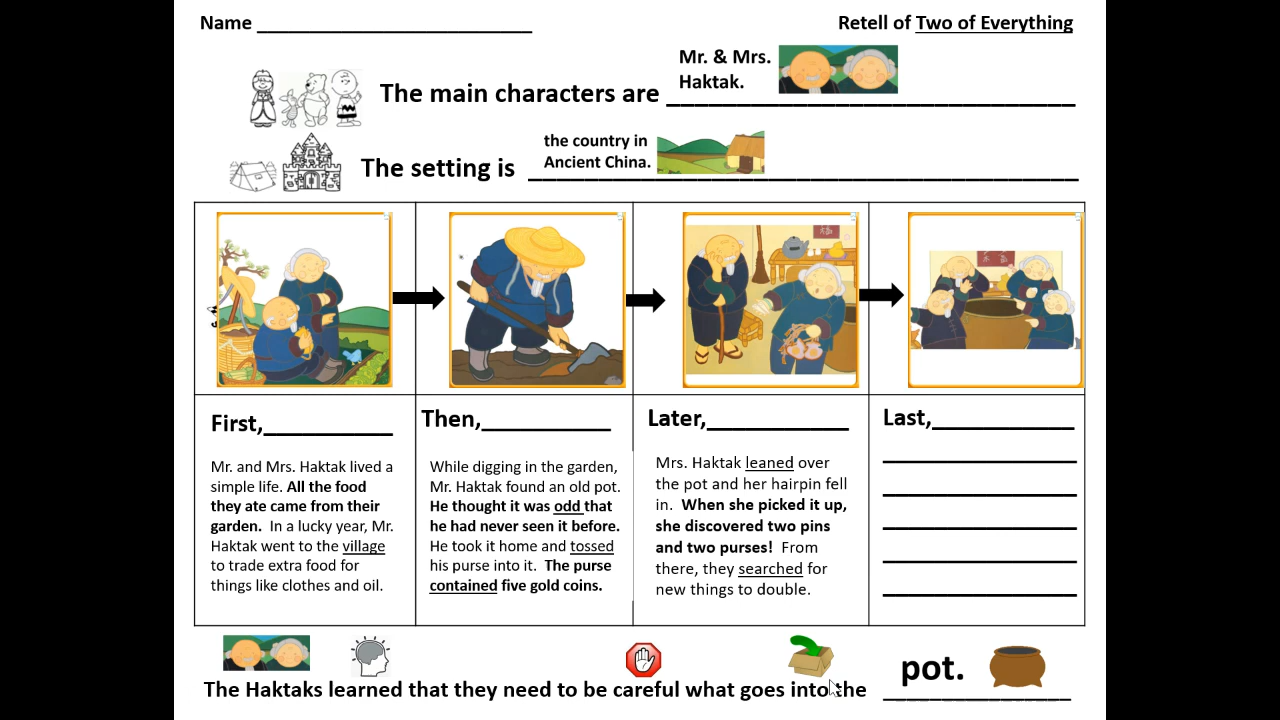 Name _______________________
Retell of Two of Everything
Mr. & Mrs.
Haktak.
The main characters are ______________________________
the country in
Ancient China.
The setting is ________________________________________
First,__________
Mr. and Mrs. Haktak lived a
simple life. All the food
they ate came from their
garden. In a lucky year, Mr.
Haktak went to the village
to trade extra food for
things like clothes and oil.
Then,__________
While digging in the garden,
Mr. Haktak found an old pot.
He thought it was odd that
he had never seen it before.
He took it home and tossed
his purse into it. The purse
contained five gold coins.
Later,___________
Mrs. Haktak leaned over
the pot and her hairpin fell
in. When she picked it up,
she discovered two pins
and two purses! From
there, they searched for
new things to double.
Last,___________
pot.
The Haktaks learned that they need to be careful what goes into the ______________